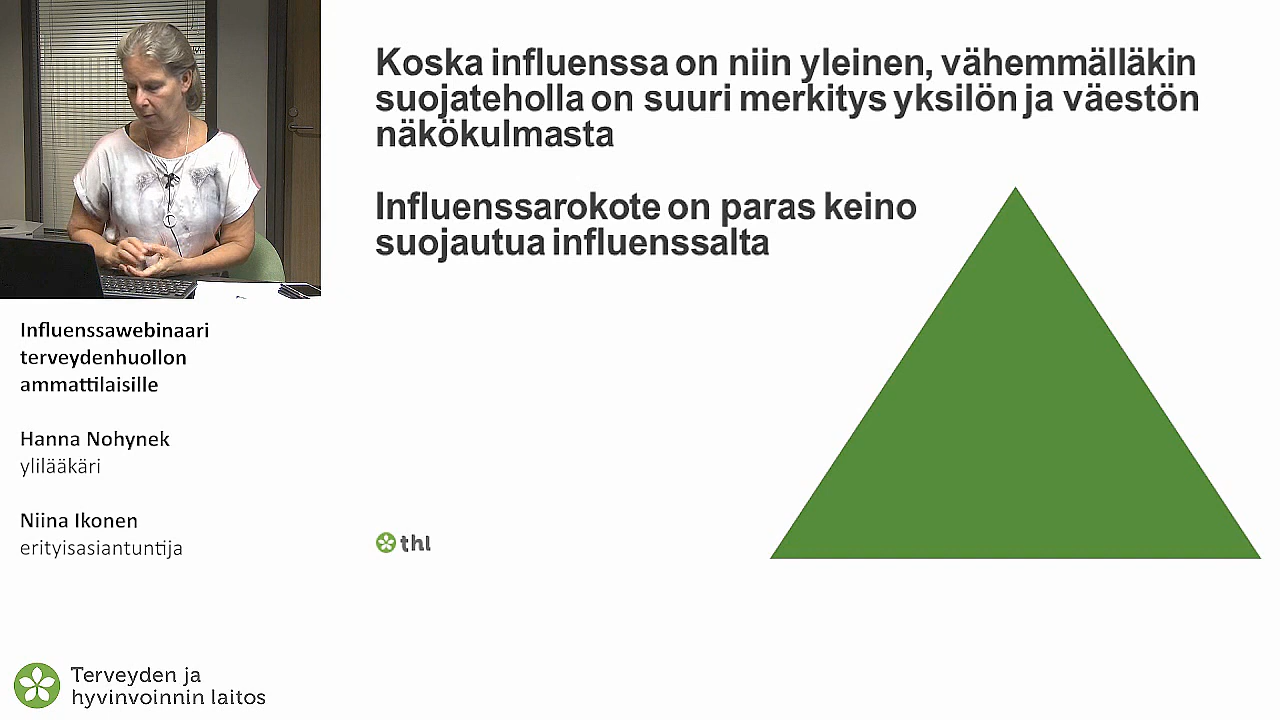 Koska influenssa on niin yleinen, vähemmälläkin
suojateholla on suuri merkitys yksilön ja väestön
näkökulmasta
Influenssarokote on paras keino
suojautua influenssalta
Influenssawebinaari
terveydenhuollon
ammattilaisille
Hanna Nohynek
ylilääkäri
Niina Ikonen
erityisasiantuntija
thl
Terveyden ja
hyvinvoinnin laitos